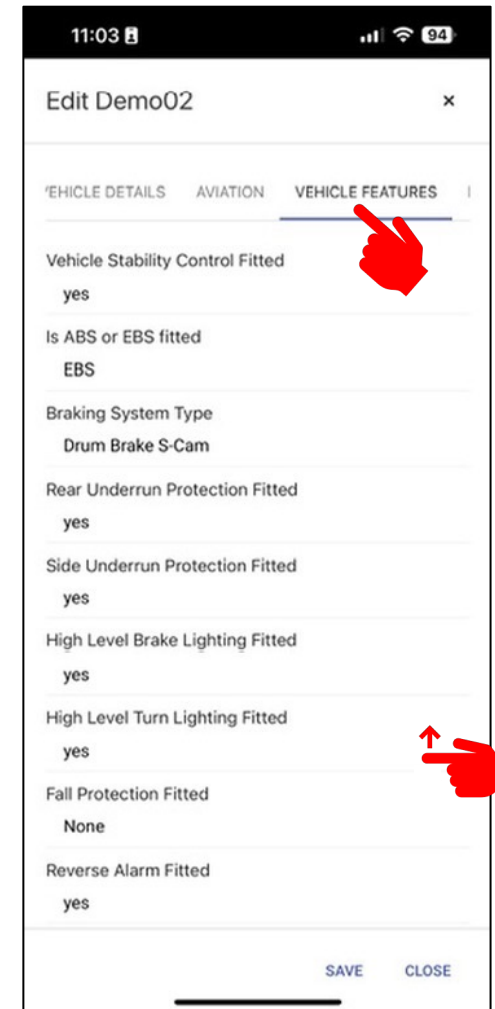 11:03
94
Edit Demo02
×
EHICLE DETAILS AVIATION VEHICLE FEATURES
Vehicle Stability Control Fitted
yes
Is ABS or EBS fitted
EBS
Braking System Type
Drum Brake S-Cam
Rear Underrun Protection Fitted
yes
Side Underrun Protection Fitted
yes
High Level Brake Lighting Fitted
yes
High Level Turn Lighting Fitted
yes
Fall Protection Fitted
None
Reverse Alarm Fitted
yes
SAVE CLOSE